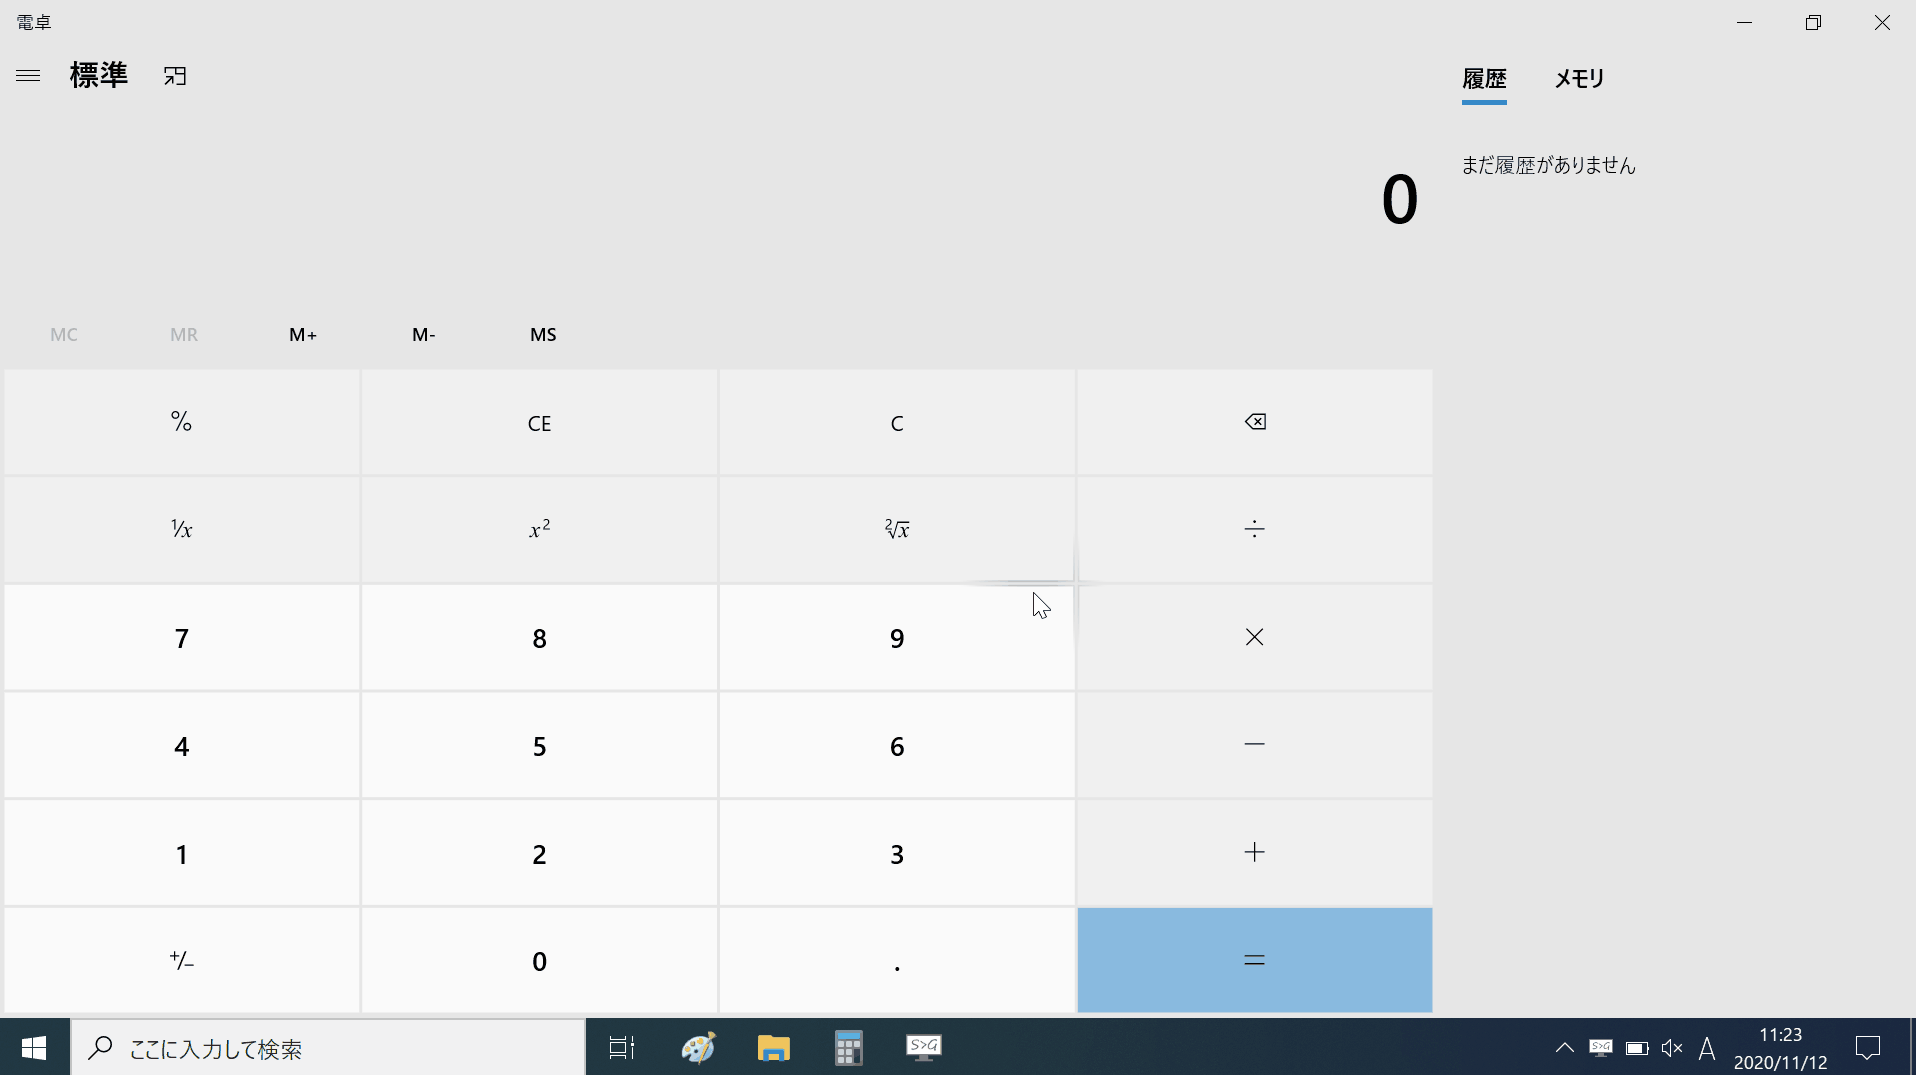 電卓
標準
履歴 メモリ
まだ履歴がありません
0
MC MR M+ M- MS
% CE C
¹/x x² ²√x ÷
7 8 9 ×
4 5 6 −
1 2 3 +
+/− 0 . =
ここに入力して検索
S>G
S>G
A
11:23
2020/11/12